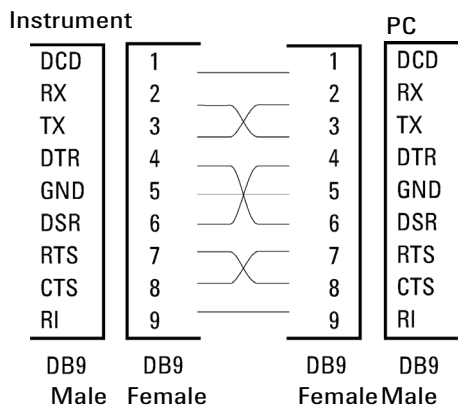 Instrument PC
DCD 1 1 DCD
RX 2 2 RX
TX 3 3 TX
DTR 4 4 DTR
GND 5 5 GND
DSR 6 6 DSR
RTS 7 7 RTS
CTS 8 8 CTS
RI 9 9 RI
DB9 DB9 DB9 DB9
Male Female Female Male